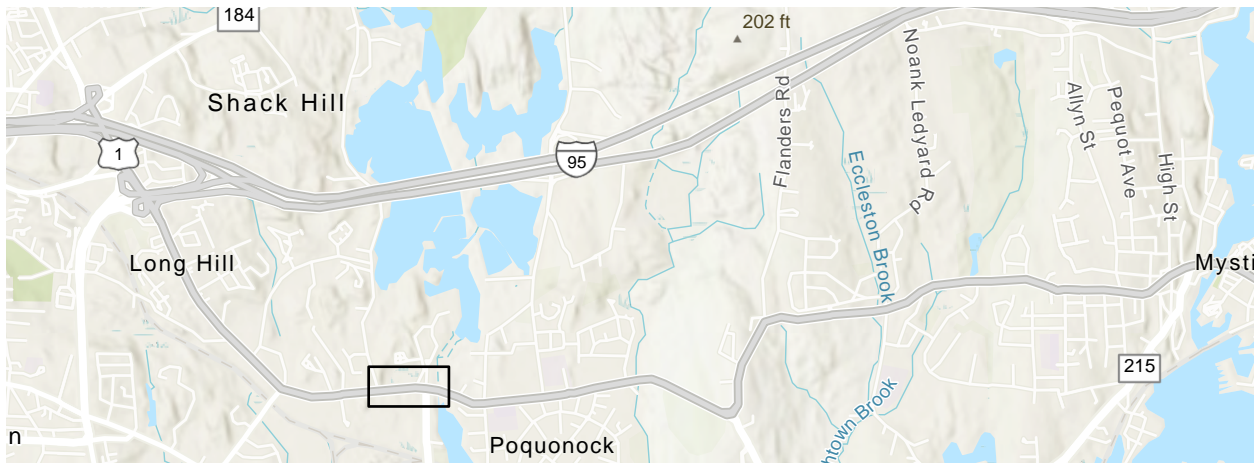 184
202 ft
Shack Hill
1
95
Flanders Rd
Noank Ledyard Rd
Allyn St
Pequot Ave
High St
Eccleston Brook
Long Hill
Mysti
215
htown Brook
Poquonock
n